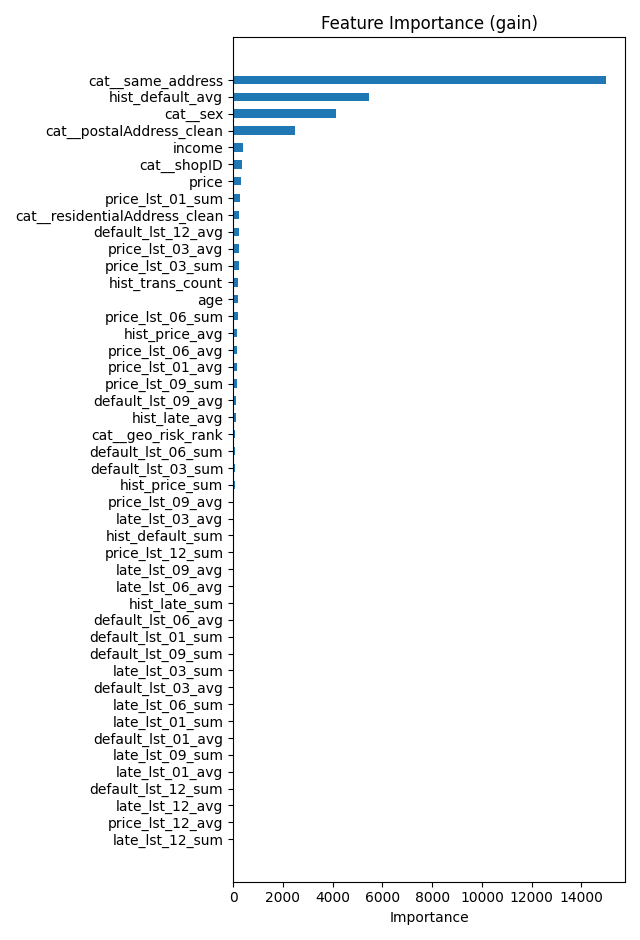 Feature Importance (gain)
cat__same_address
hist_default_avg
cat__sex
cat__postalAddress_clean
income
cat__shopID
price
price_lst_01_sum
cat__residentialAddress_clean
default_lst_12_avg
price_lst_03_avg
price_lst_03_sum
hist_trans_count
age
price_lst_06_sum
hist_price_avg
price_lst_06_avg
price_lst_01_avg
price_lst_09_sum
default_lst_09_avg
hist_late_avg
cat__geo_risk_rank
default_lst_06_sum
default_lst_03_sum
hist_price_sum
price_lst_09_avg
late_lst_03_avg
hist_default_sum
price_lst_12_sum
late_lst_09_avg
late_lst_06_avg
hist_late_sum
default_lst_06_avg
default_lst_01_sum
default_lst_09_sum
late_lst_03_sum
default_lst_03_avg
late_lst_06_sum
late_lst_01_sum
default_lst_01_avg
late_lst_09_sum
late_lst_01_avg
default_lst_12_sum
late_lst_12_avg
price_lst_12_avg
late_lst_12_sum
0 2000 4000 6000 8000 10000 12000 14000
Importance